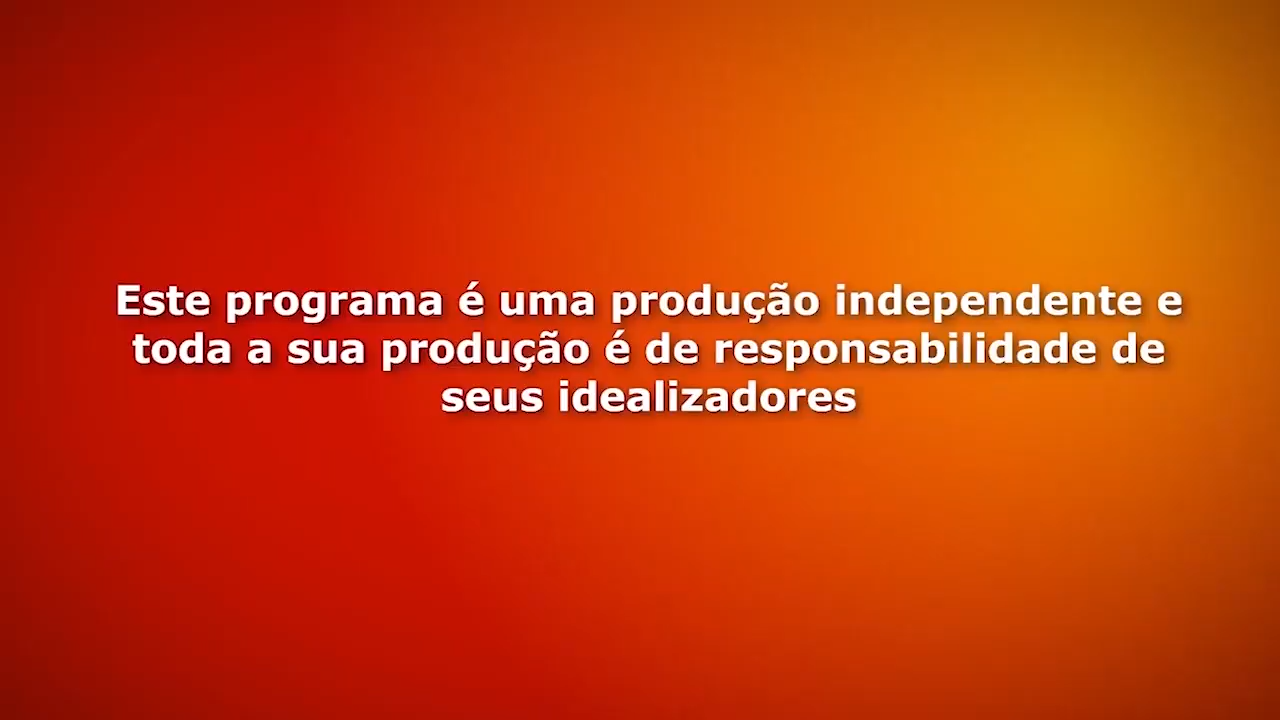 Este programa é uma produção independente e
toda a sua produção é de responsabilidade de
seus idealizadores